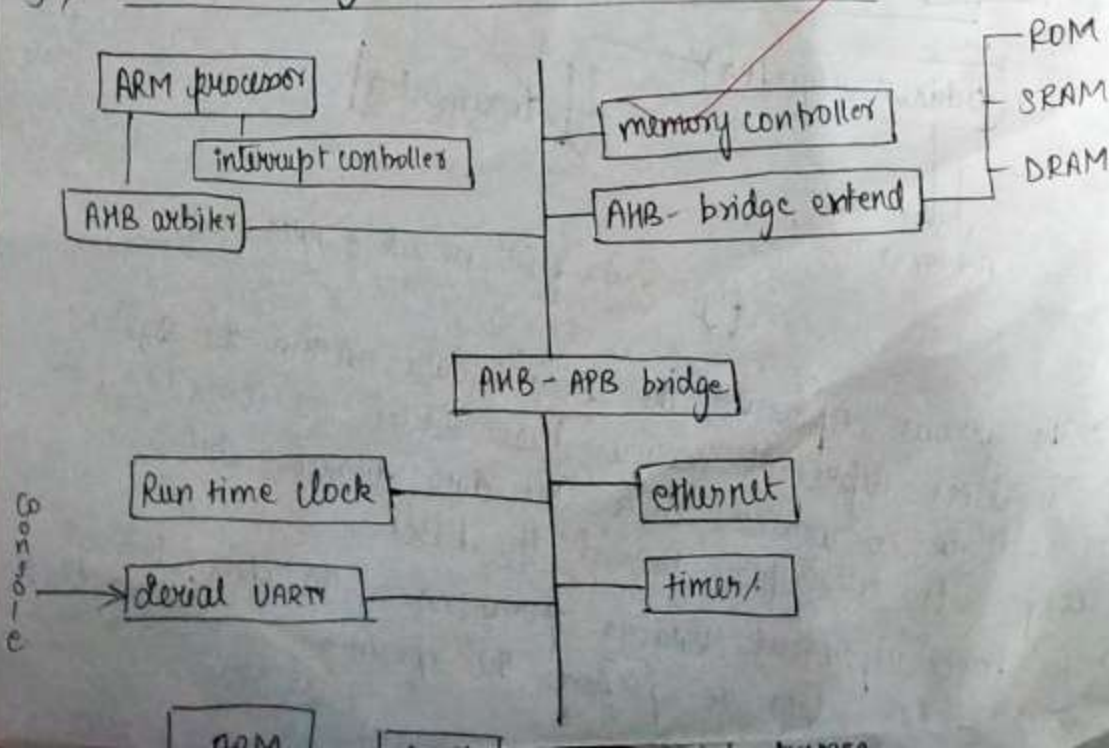 ROM
ARM processor
SRAM
memory controller
interrupt controller
DRAM
AHB arbiter
AHB - bridge extend
AHB - APB bridge
Run time clock
ethernet
serial UART
timer